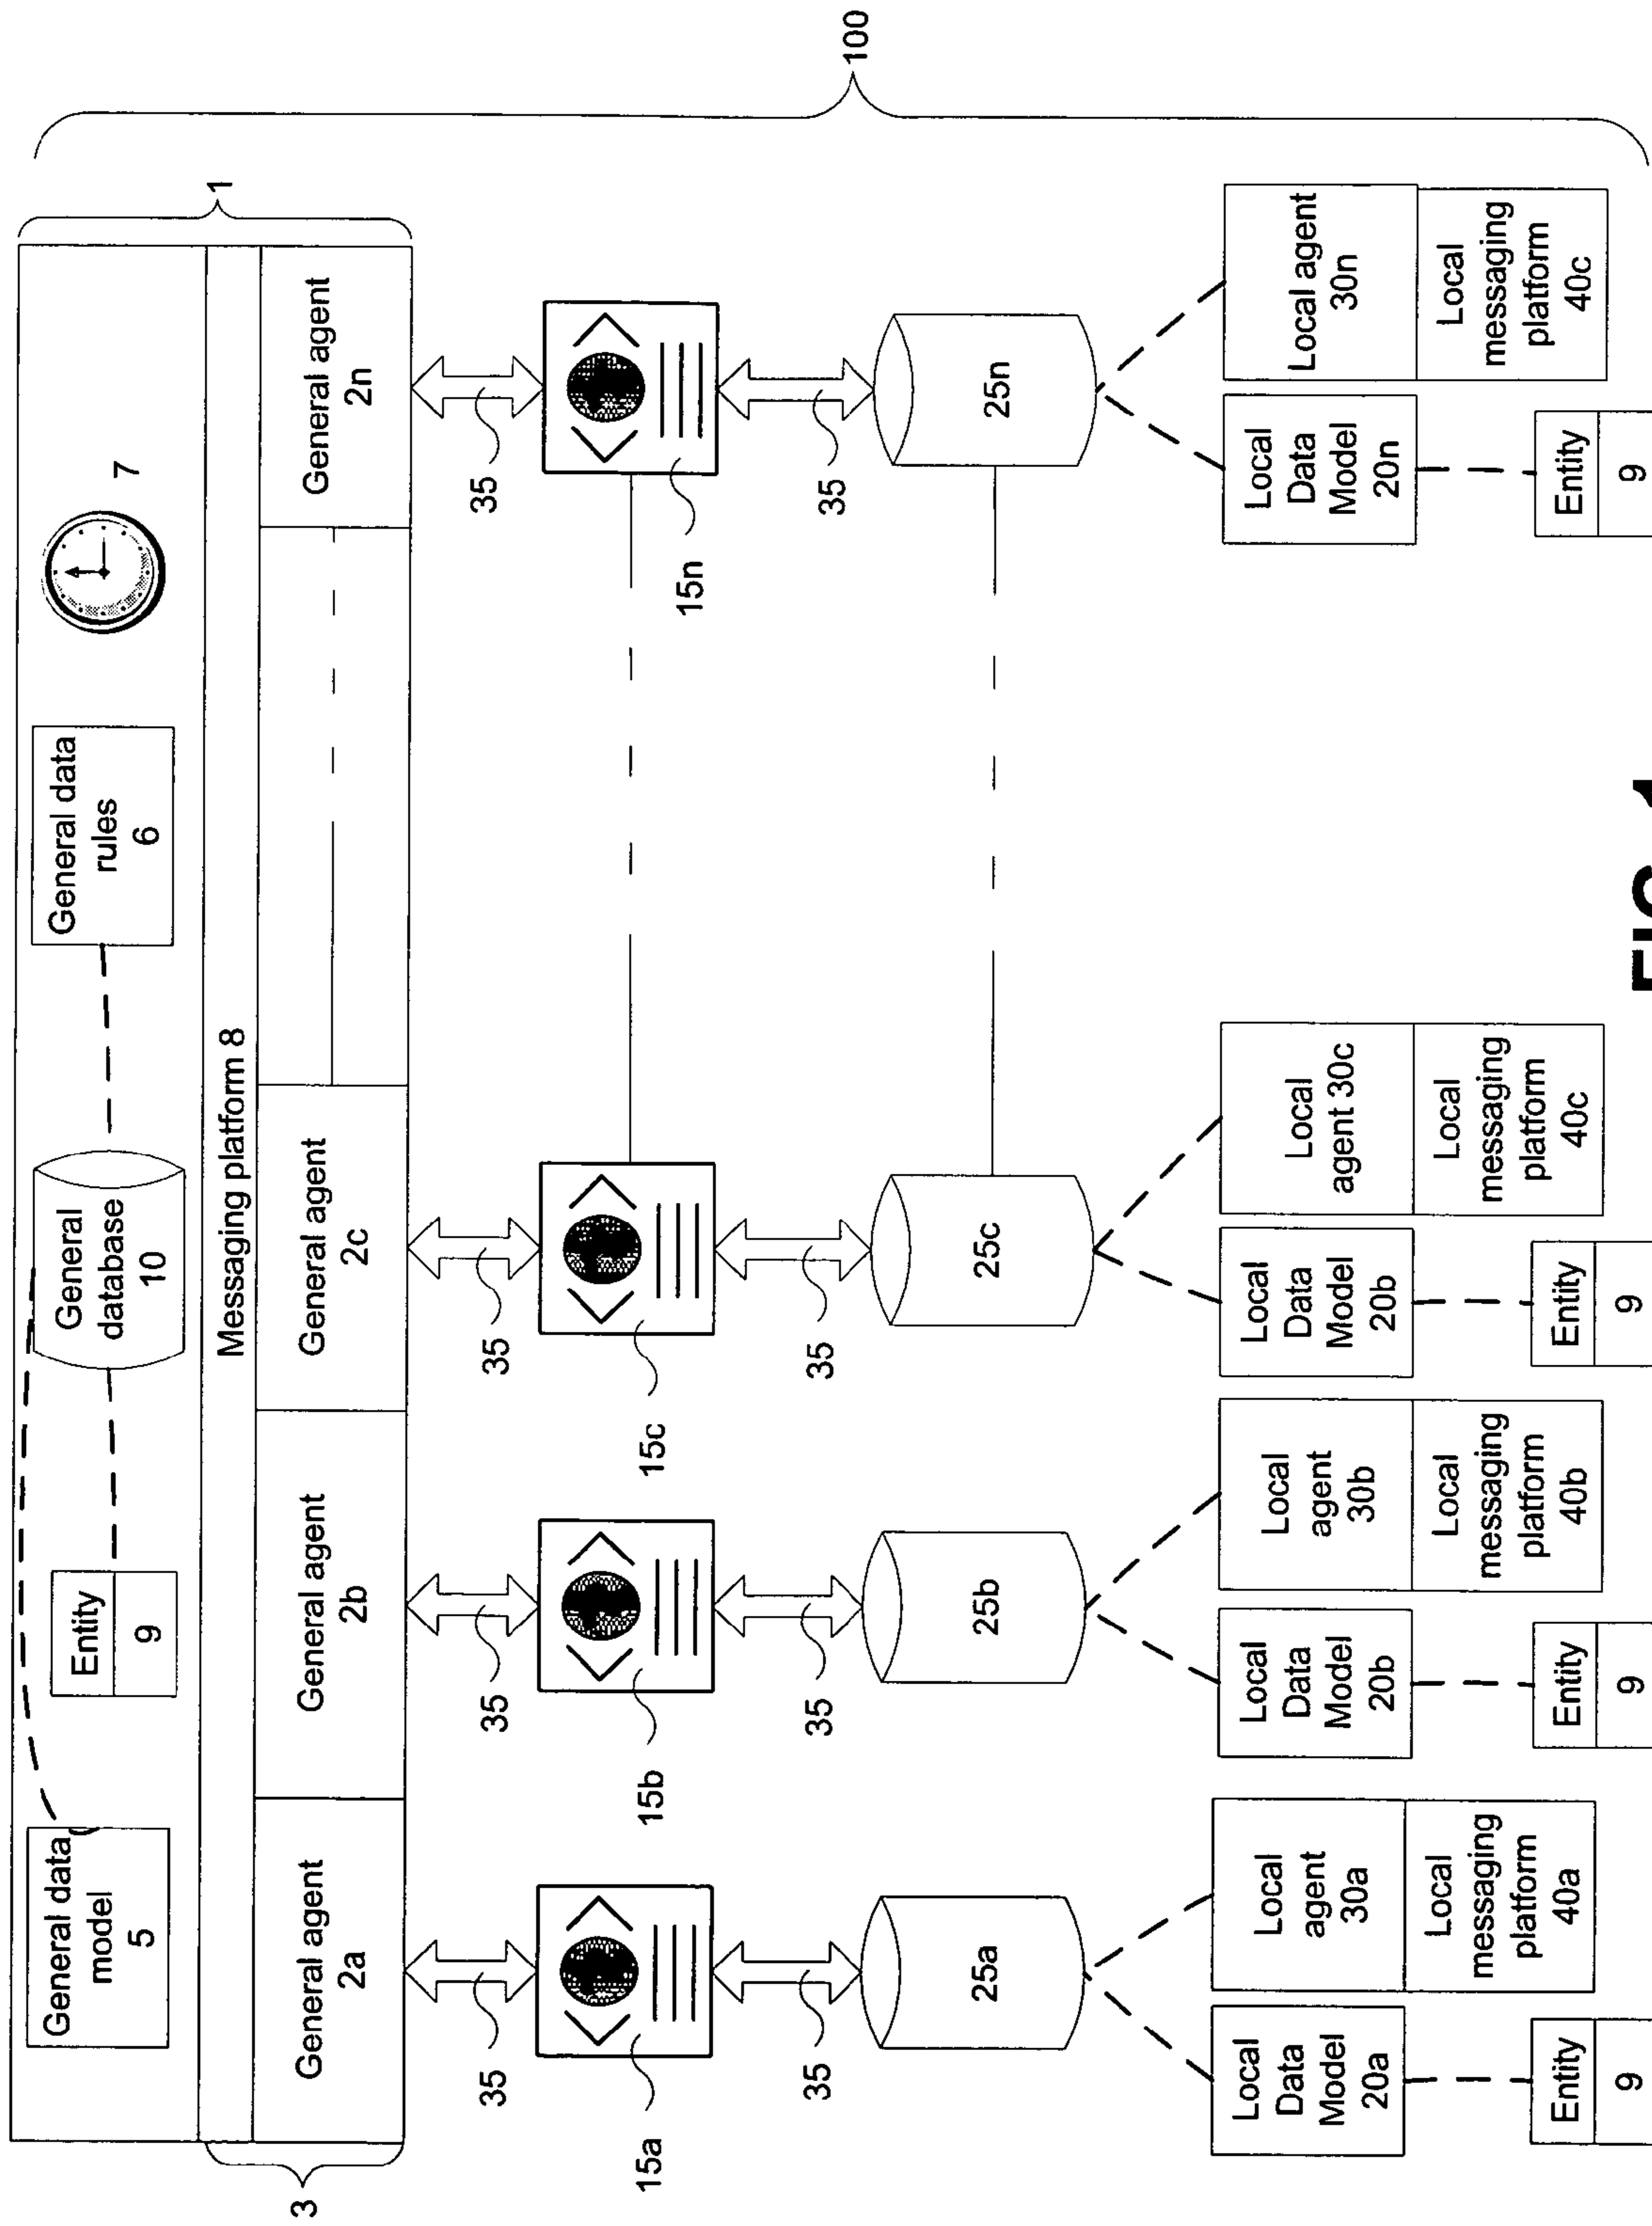 General data
model
5
Entity
9
General
database
10
General data
rules
6
7
Messaging platform 8
1
3
General agent
2a
General agent
2b
General agent
2c
General agent
2n
100
35
35
35
35
15a
15b
15c
15n
35
35
35
35
25a
25b
25c
25n
Local
Data
Model
20a
Local
agent
30a
Local
messaging
platform
40a
Entity
9
Local
Data
Model
20b
Local
agent
30b
Local
messaging
platform
40b
Entity
9
Local
Data
Model
20b
Local
agent 30c
Local
messaging
platform
40c
Entity
9
Local
Data
Model
20n
Local agent
30n
Local
messaging
platform
40c
Entity
9